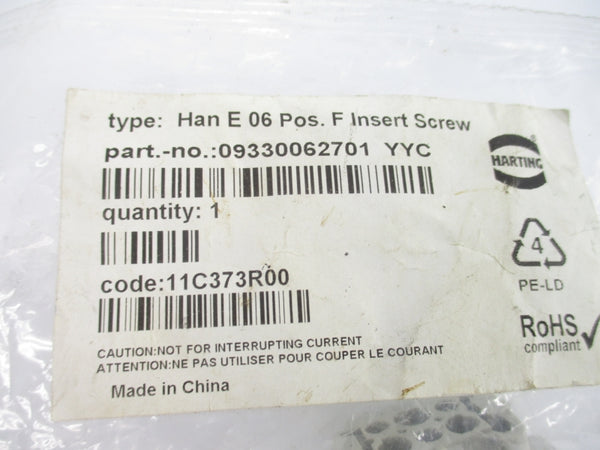 type: Han E 06 Pos. F Insert Screw
part.-no.:09330062701 YYC
HARTING
quantity: 1
4
PE-LD
code:11C373R00
RoHS
compliant
CAUTION:NOT FOR INTERRUPTING CURRENT
ATTENTION:NE PAS UTILISER POUR COUPER LE COURANT
Made in China